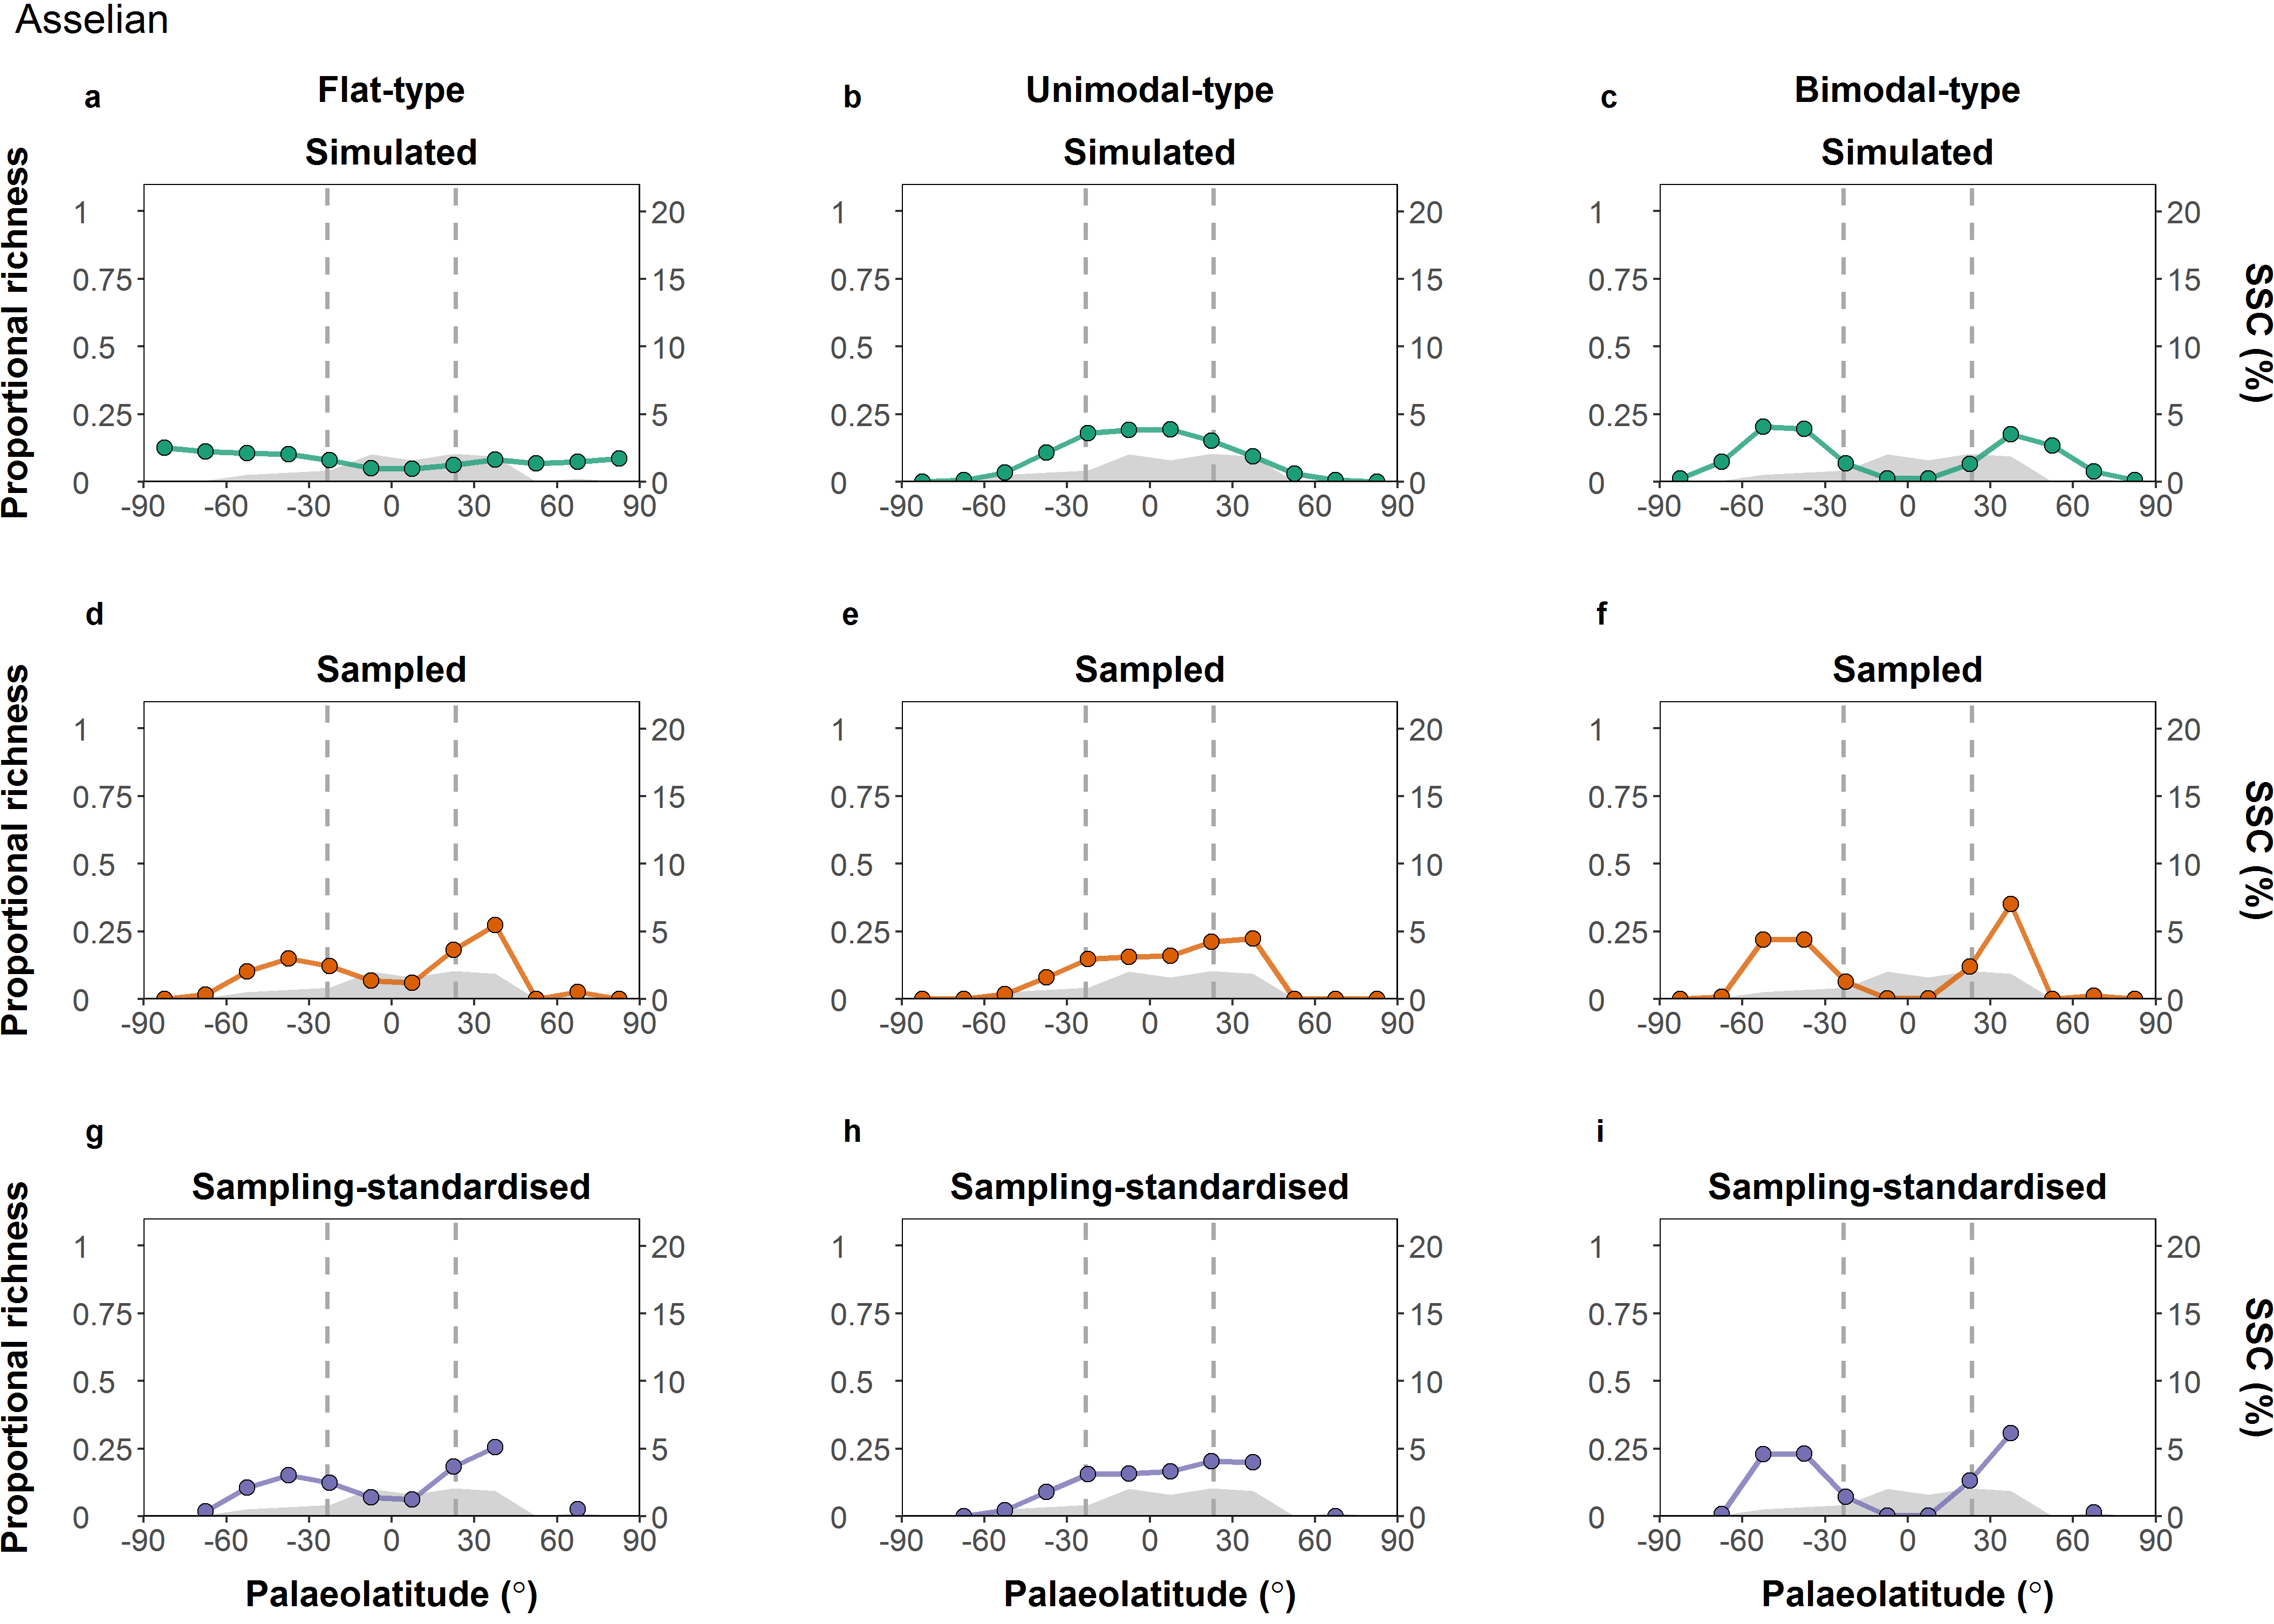 Asselian
a Flat-type
b Unimodal-type
c Bimodal-type
Simulated
Simulated
Simulated
Proportional richness
1
0.75
0.5
0.25
0
20
15
10
5
0
-90 -60 -30 0 30 60 90
1
0.75
0.5
0.25
0
20
15
10
5
0
-90 -60 -30 0 30 60 90
1
0.75
0.5
0.25
0
20
15
10
5
0
-90 -60 -30 0 30 60 90
SSC (%)
d
e
f
Sampled
Sampled
Sampled
Proportional richness
1
0.75
0.5
0.25
0
20
15
10
5
0
-90 -60 -30 0 30 60 90
1
0.75
0.5
0.25
0
20
15
10
5
0
-90 -60 -30 0 30 60 90
1
0.75
0.5
0.25
0
20
15
10
5
0
-90 -60 -30 0 30 60 90
SSC (%)
g
h
i
Sampling-standardised
Sampling-standardised
Sampling-standardised
Proportional richness
1
0.75
0.5
0.25
0
20
15
10
5
0
-90 -60 -30 0 30 60 90
1
0.75
0.5
0.25
0
20
15
10
5
0
-90 -60 -30 0 30 60 90
1
0.75
0.5
0.25
0
20
15
10
5
0
-90 -60 -30 0 30 60 90
SSC (%)
Palaeolatitude (°)
Palaeolatitude (°)
Palaeolatitude (°)